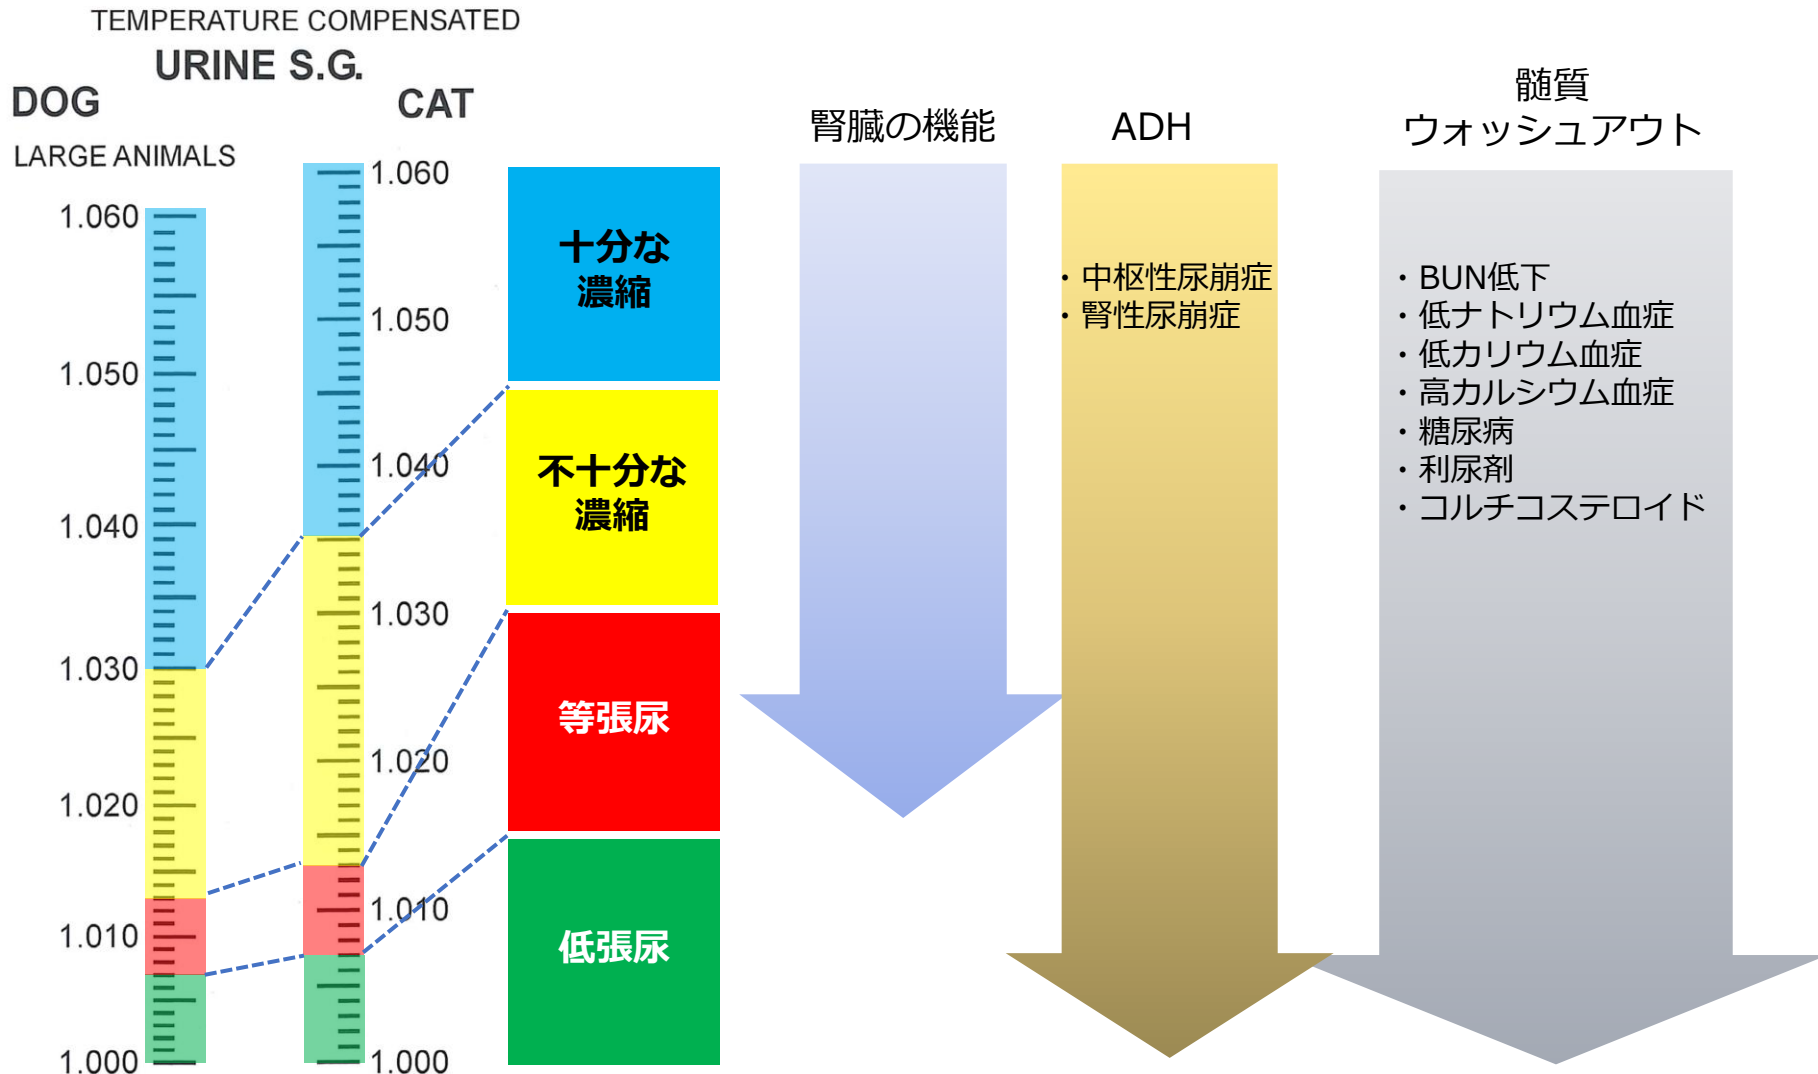 TEMPERATURE COMPENSATED
URINE S.G.
DOG
CAT
LARGE ANIMALS
1.060
1.050
1.040
1.030
1.020
1.010
1.000
1.060
1.050
1.040
1.030
1.020
1.010
1.000
十分な
濃縮
不十分な
濃縮
等張尿
低張尿
腎臓の機能
ADH
・中枢性尿崩症
・腎性尿崩症
髄質
ウォッシュアウト
・BUN低下
・低ナトリウム血症
・低カリウム血症
・高カルシウム血症
・糖尿病
・利尿剤
・コルチコステロイド